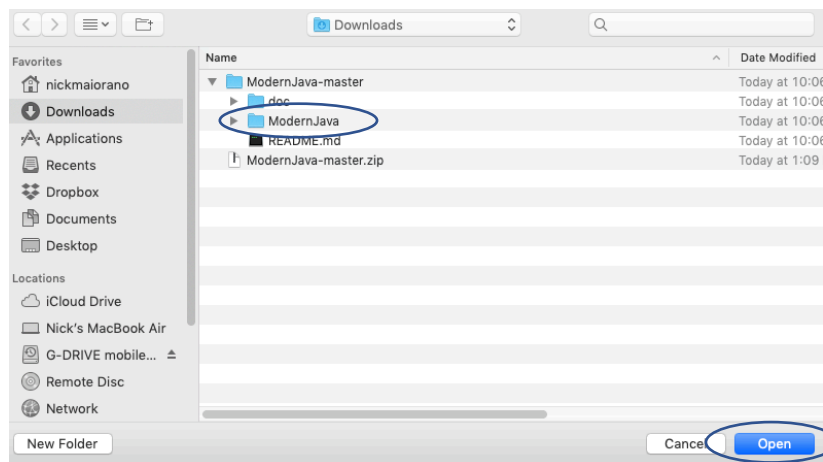 Downloads
Favorites
nickmaiorano
Downloads
Applications
Recents
Dropbox
Documents
Desktop
Locations
iCloud Drive
Nick's MacBook Air
G-DRIVE mobile...
Remote Disc
Network
Name Date Modified
ModernJava-master Today at 10:06
doc Today at 10:06
ModernJava Today at 10:06
README.md Today at 10:06
ModernJava-master.zip Today at 1:09
New Folder Cancel Open